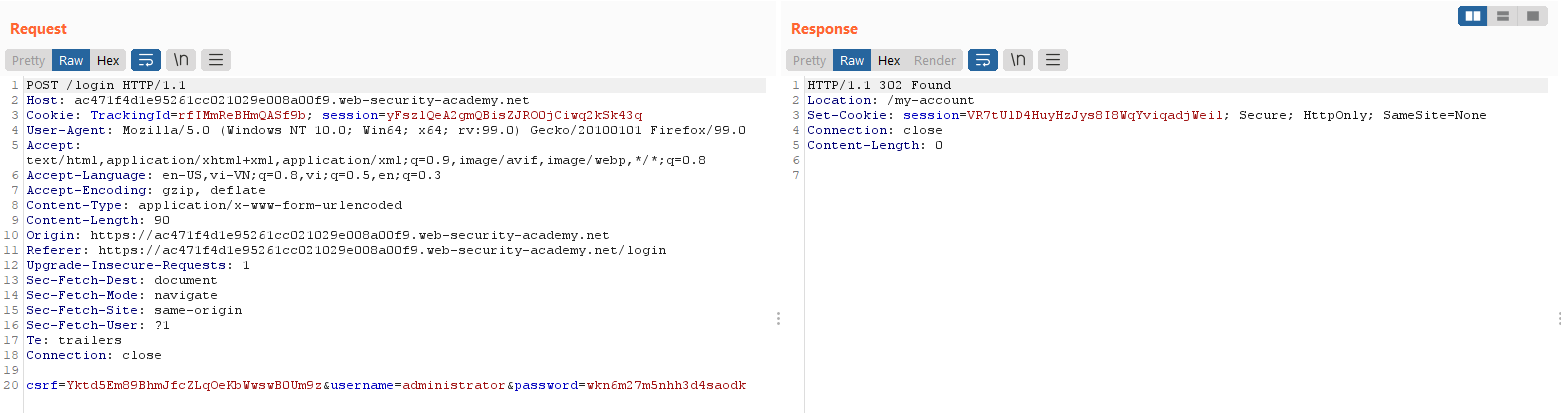 Request
Pretty Raw Hex \n
1 POST /login HTTP/1.1
2 Host: ac471f4d1e95261cc021029e008a00f9.web-security-academy.net
3 Cookie: TrackingId=rfIMmReBHmQASf9b; session=yFszlQeA2gmQBisZJROOjCiwq2kSk43q
4 User-Agent: Mozilla/5.0 (Windows NT 10.0; Win64; x64; rv:99.0) Gecko/20100101 Firefox/99.0
5 Accept:
text/html,application/xhtml+xml,application/xml;q=0.9,image/avif,image/webp,*/*;q=0.8
6 Accept-Language: en-US,vi-VN;q=0.8,vi;q=0.5,en;q=0.3
7 Accept-Encoding: gzip, deflate
8 Content-Type: application/x-www-form-urlencoded
9 Content-Length: 90
10 Origin: https://ac471f4d1e95261cc021029e008a00f9.web-security-academy.net
11 Referer: https://ac471f4d1e95261cc021029e008a00f9.web-security-academy.net/login
12 Upgrade-Insecure-Requests: 1
13 Sec-Fetch-Dest: document
14 Sec-Fetch-Mode: navigate
15 Sec-Fetch-Site: same-origin
16 Sec-Fetch-User: ?1
17 Te: trailers
18 Connection: close
19
20 csrf=Yktd5Em89BhmJfcZLqOeKbWwswB0Um9z&username=administrator&password=wkn6m27m5nhh3d4saodk
Response
Pretty Raw Hex Render \n
1 HTTP/1.1 302 Found
2 Location: /my-account
3 Set-Cookie: session=VR7tUlD4HuyHzJys8I8WqYviqadjWeil; Secure; HttpOnly; SameSite=None
4 Connection: close
5 Content-Length: 0
6
7